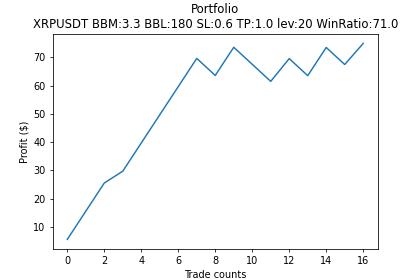 Portfolio
XRPUSDT BBM:3.3 BBL:180 SL:0.6 TP:1.0 lev:20 WinRatio:71.0
70
60
50
40
30
20
10
Profit ($)
0 2 4 6 8 10 12 14 16
Trade counts